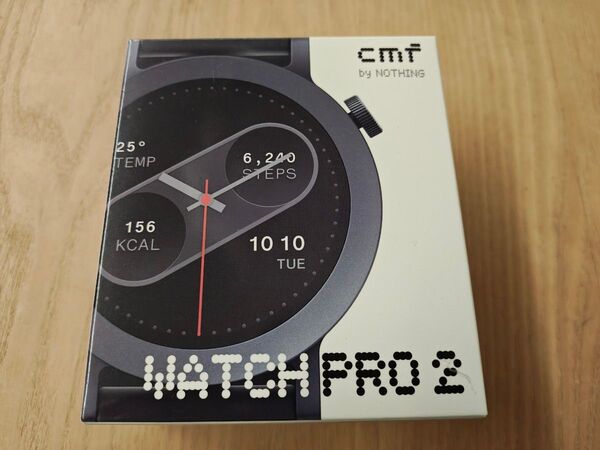 cmf
by NOTHING
25°
TEMP
6,240
STEPS
156
KCAL
10 10
TUE
WATCH PRO 2